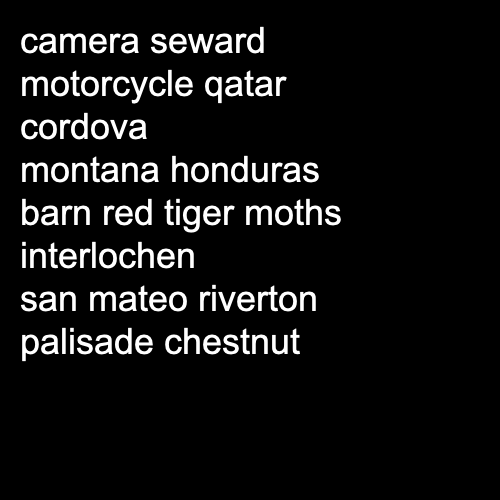 camera seward
motorcycle qatar
cordova
montana honduras
barn red tiger moths
interlochen
san mateo riverton
palisade chestnut